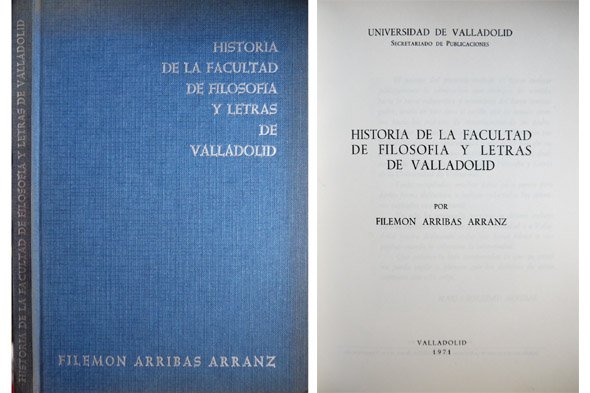 HISTORIA DE LA FACULTAD DE FILOSOFIA Y LETRAS DE VALLADOLID
HISTORIA
DE LA FACULTAD
DE FILOSOFIA
Y LETRAS
DE
VALLADOLID
FILEMON ARRIBAS ARRANZ
UNIVERSIDAD DE VALLADOLID
SECRETARIADO DE PUBLICACIONES
HISTORIA DE LA FACULTAD
DE FILOSOFIA Y LETRAS
DE VALLADOLID
POR
FILEMON ARRIBAS ARRANZ
VALLADOLID
1971